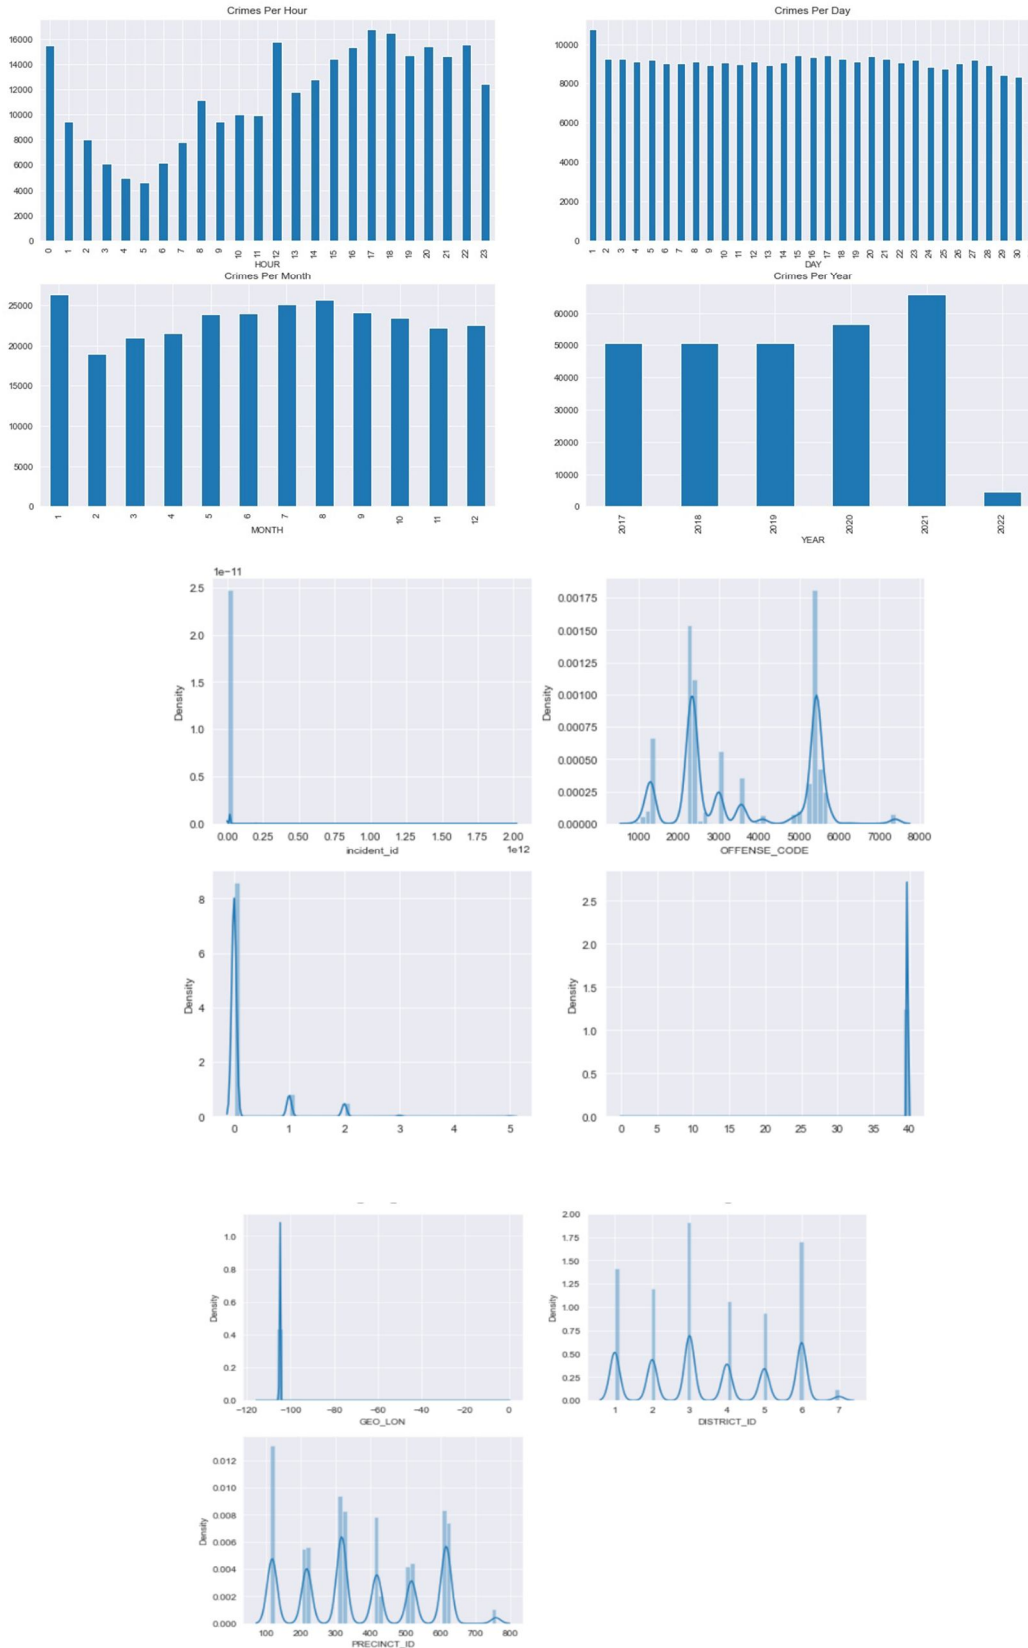 Crimes Per Hour
16000
14000
12000
10000
8000
6000
4000
2000
0
0 1 2 3 4 5 6 7 8 9 10 11 12 13 14 15 16 17 18 19 20 21 22 23
HOUR
Crimes Per Day
10000
8000
6000
4000
2000
0
1 2 3 4 5 6 7 8 9 10 11 12 13 14 15 16 17 18 19 20 21 22 23 24 25 26 27 28 29 30
DAY
Crimes Per Month
25000
20000
15000
10000
5000
0
1 2 3 4 5 6 7 8 9 10 11 12
MONTH
Crimes Per Year
60000
50000
40000
30000
20000
10000
0
2017 2018 2019 2020 2021 2022
YEAR
1e−11
2.5
2.0
1.5
1.0
0.5
0.0
Density
0.00 0.25 0.50 0.75 1.00 1.25 1.50 1.75 2.00
incident_id
1e12
0.00175
0.00150
0.00125
0.00100
0.00075
0.00050
0.00025
0.00000
Density
1000 2000 3000 4000 5000 6000 7000 8000
OFFENSE_CODE
8
6
4
2
0
Density
0 1 2 3 4 5
2.5
2.0
1.5
1.0
0.5
0.0
Density
0 5 10 15 20 25 30 35 40
1.0
0.8
0.6
0.4
0.2
0.0
Density
−120 −100 −80 −60 −40 −20 0
GEO_LON
2.00
1.75
1.50
1.25
1.00
0.75
0.50
0.25
0.00
Density
1 2 3 4 5 6 7
DISTRICT_ID
0.012
0.010
0.008
0.006
0.004
0.002
0.000
Density
100 200 300 400 500 600 700 800
PRECINCT_ID